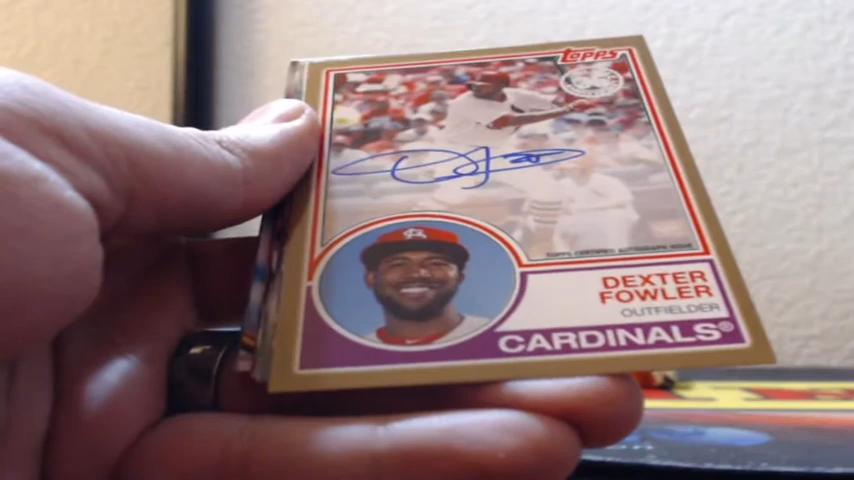 TOPPS
TOPPS CERTIFIED AUTOGRAPH ISSUE
DEXTER
FOWLER
OUTFIELDER
CARDINALS®